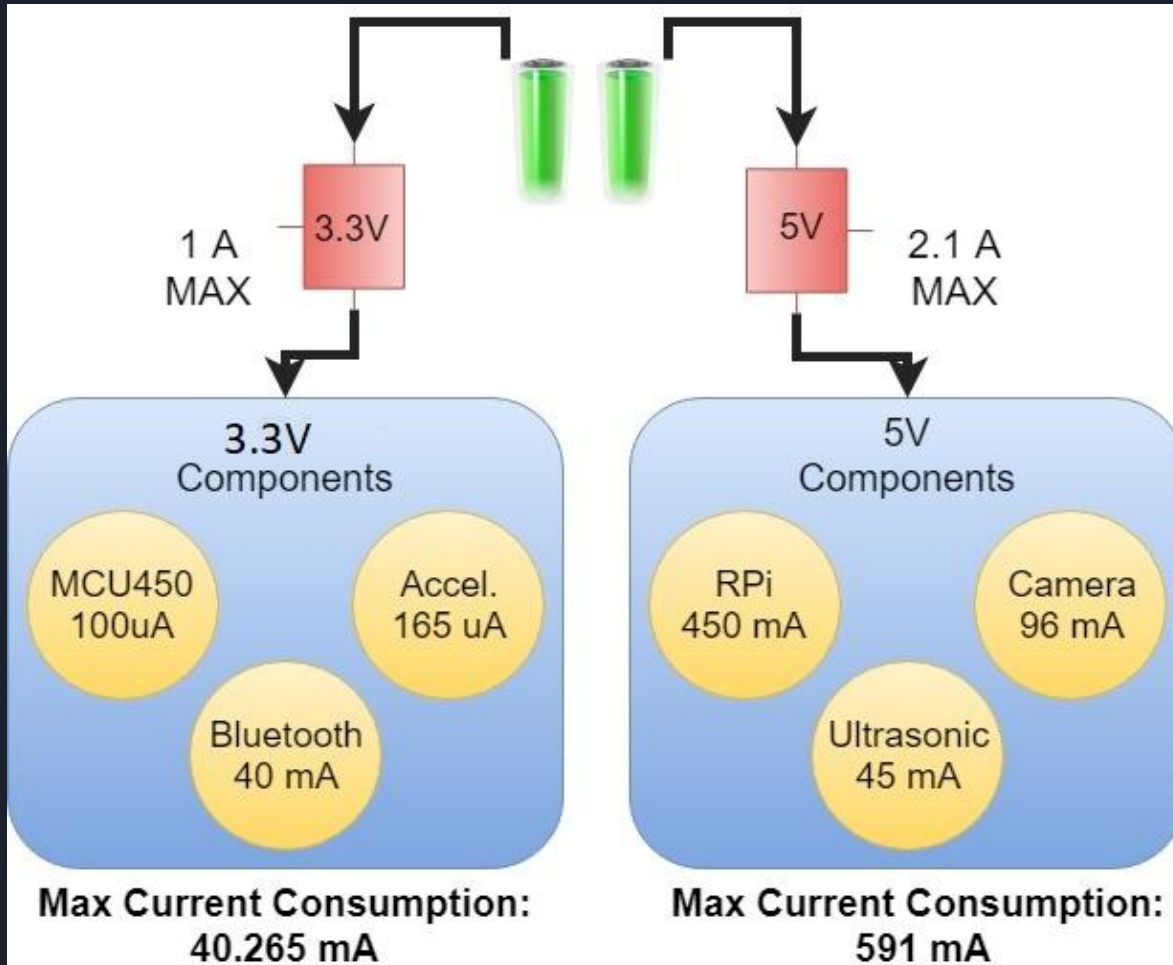 3.3V
1 A
MAX
5V
2.1 A
MAX
3.3V
Components
MCU450
100uA
Accel.
165 uA
Bluetooth
40 mA
Max Current Consumption:
40.265 mA
5V
Components
RPi
450 mA
Camera
96 mA
Ultrasonic
45 mA
Max Current Consumption:
591 mA